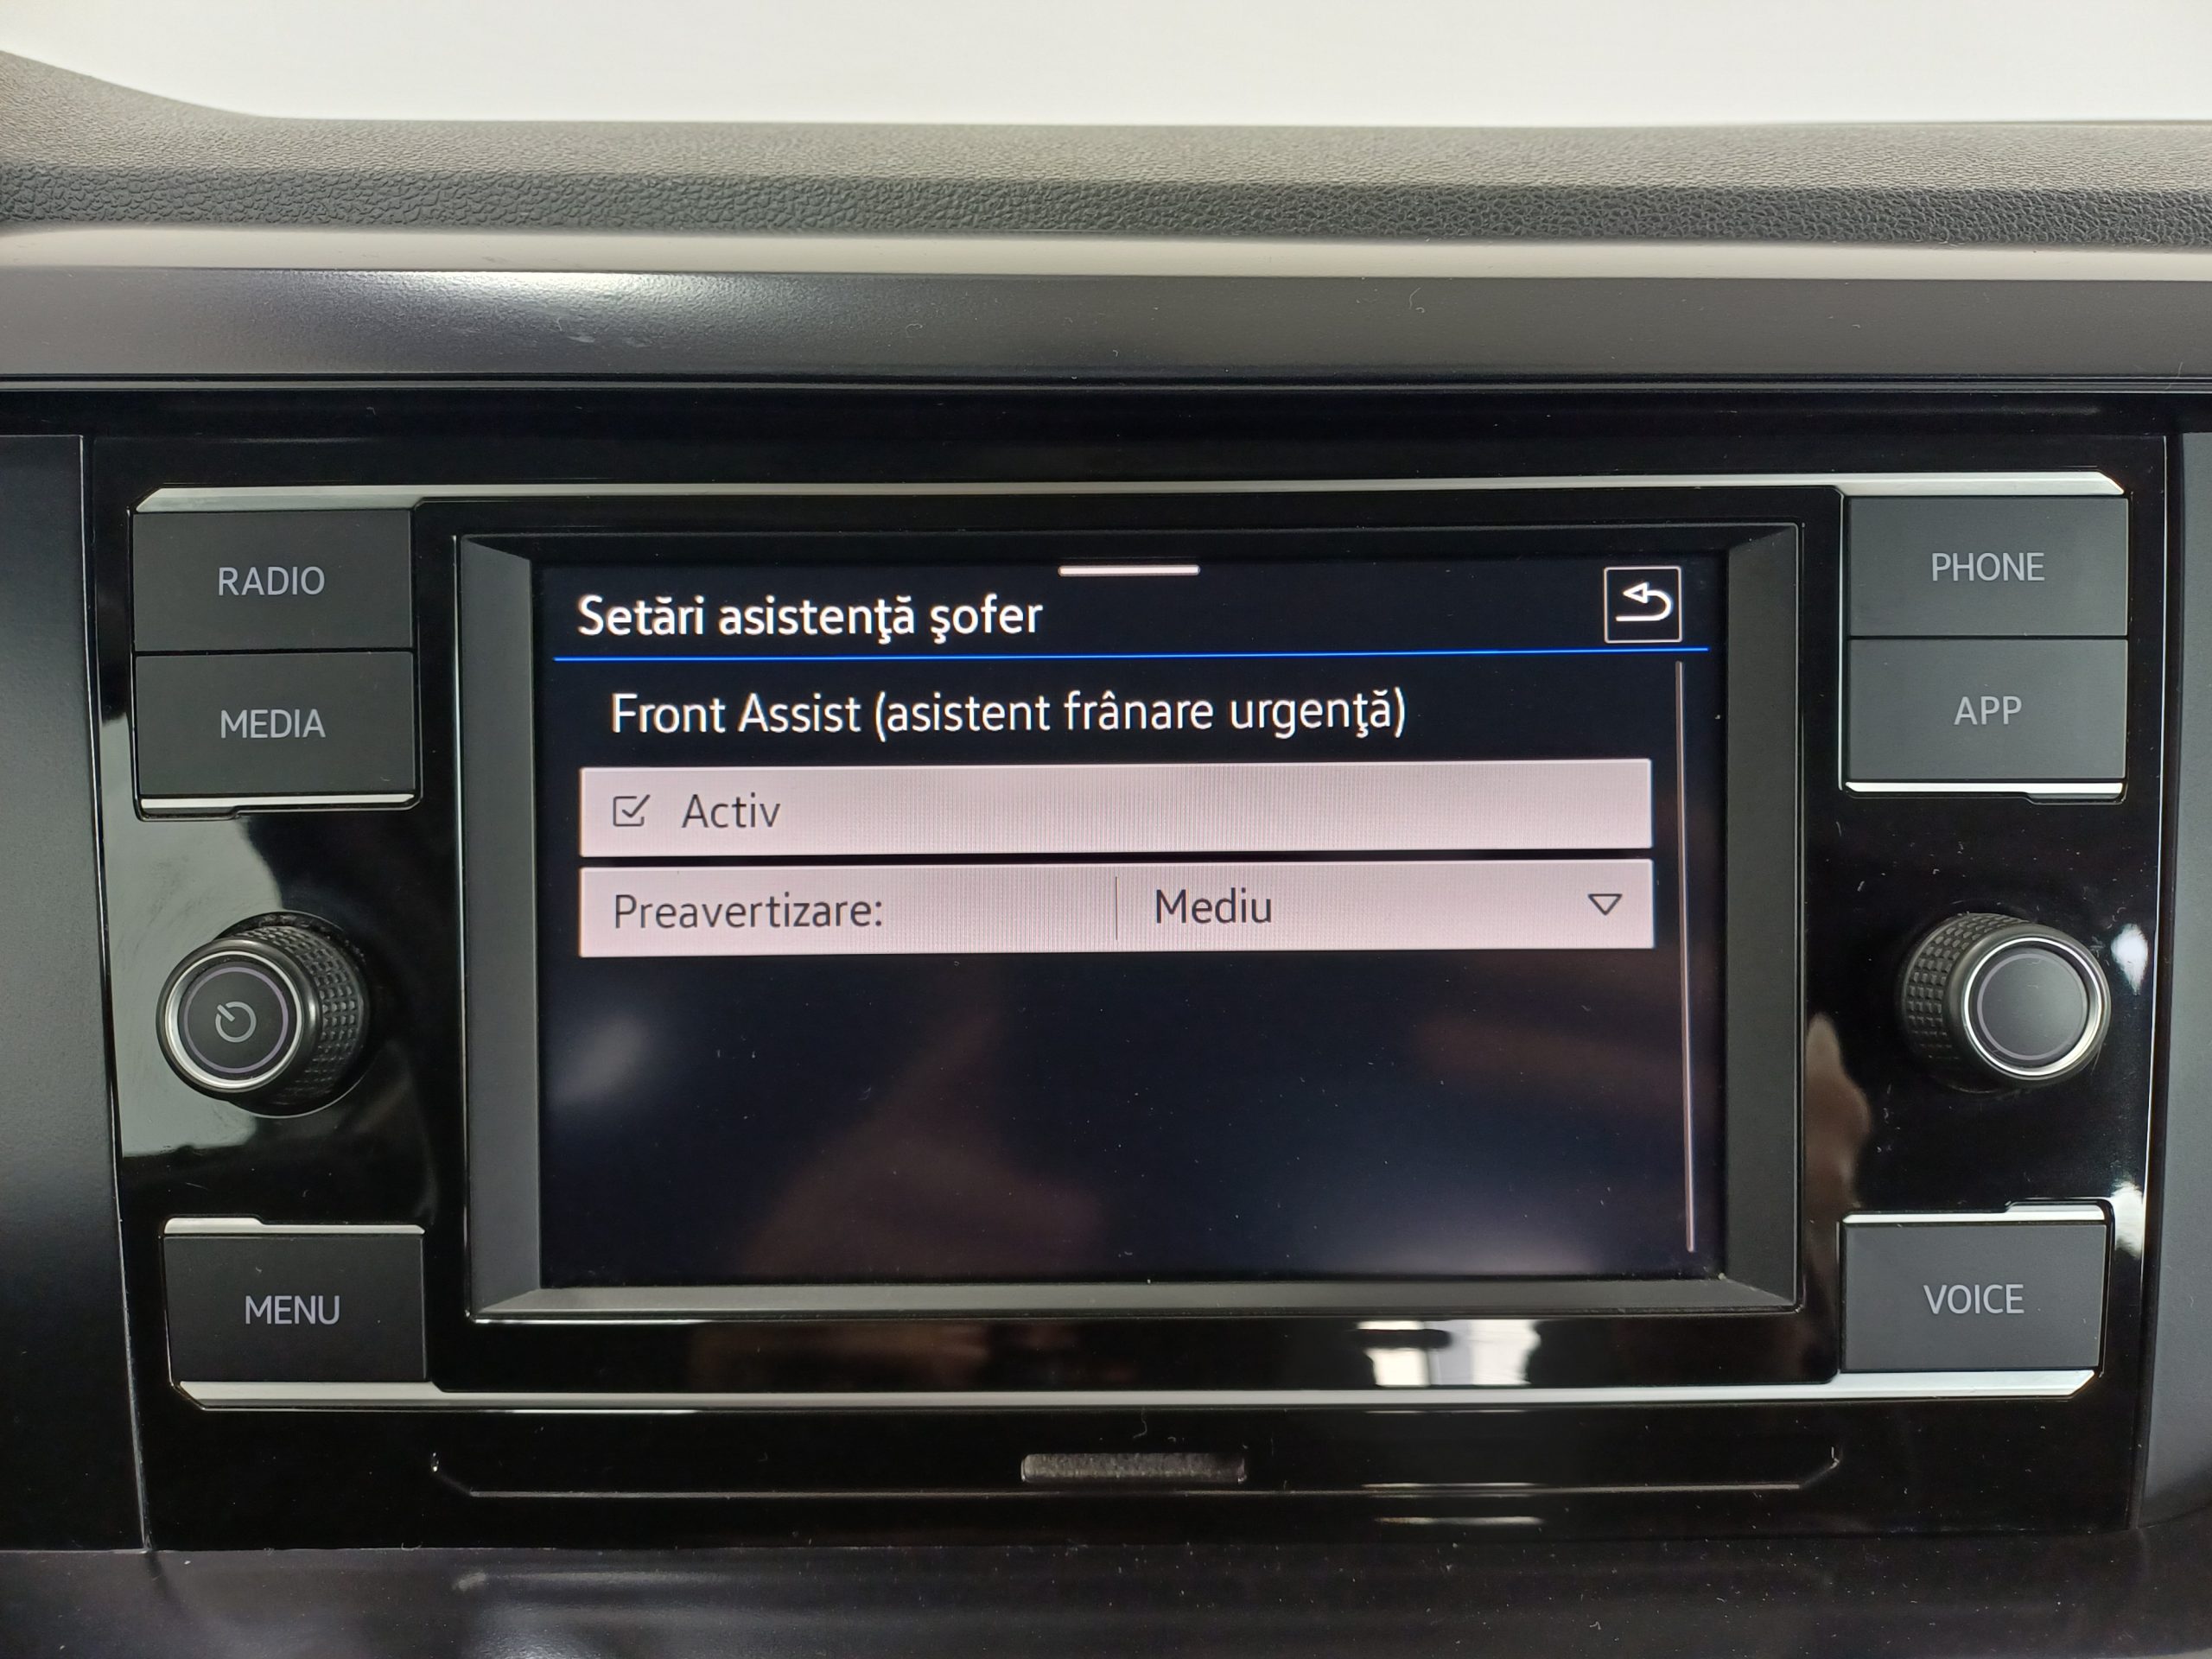 RADIO
MEDIA
MENU
Setări asistenţă şofer
Front Assist (asistent frânare urgenţă)
Activ
Preavertizare: Mediu
PHONE
APP
VOICE